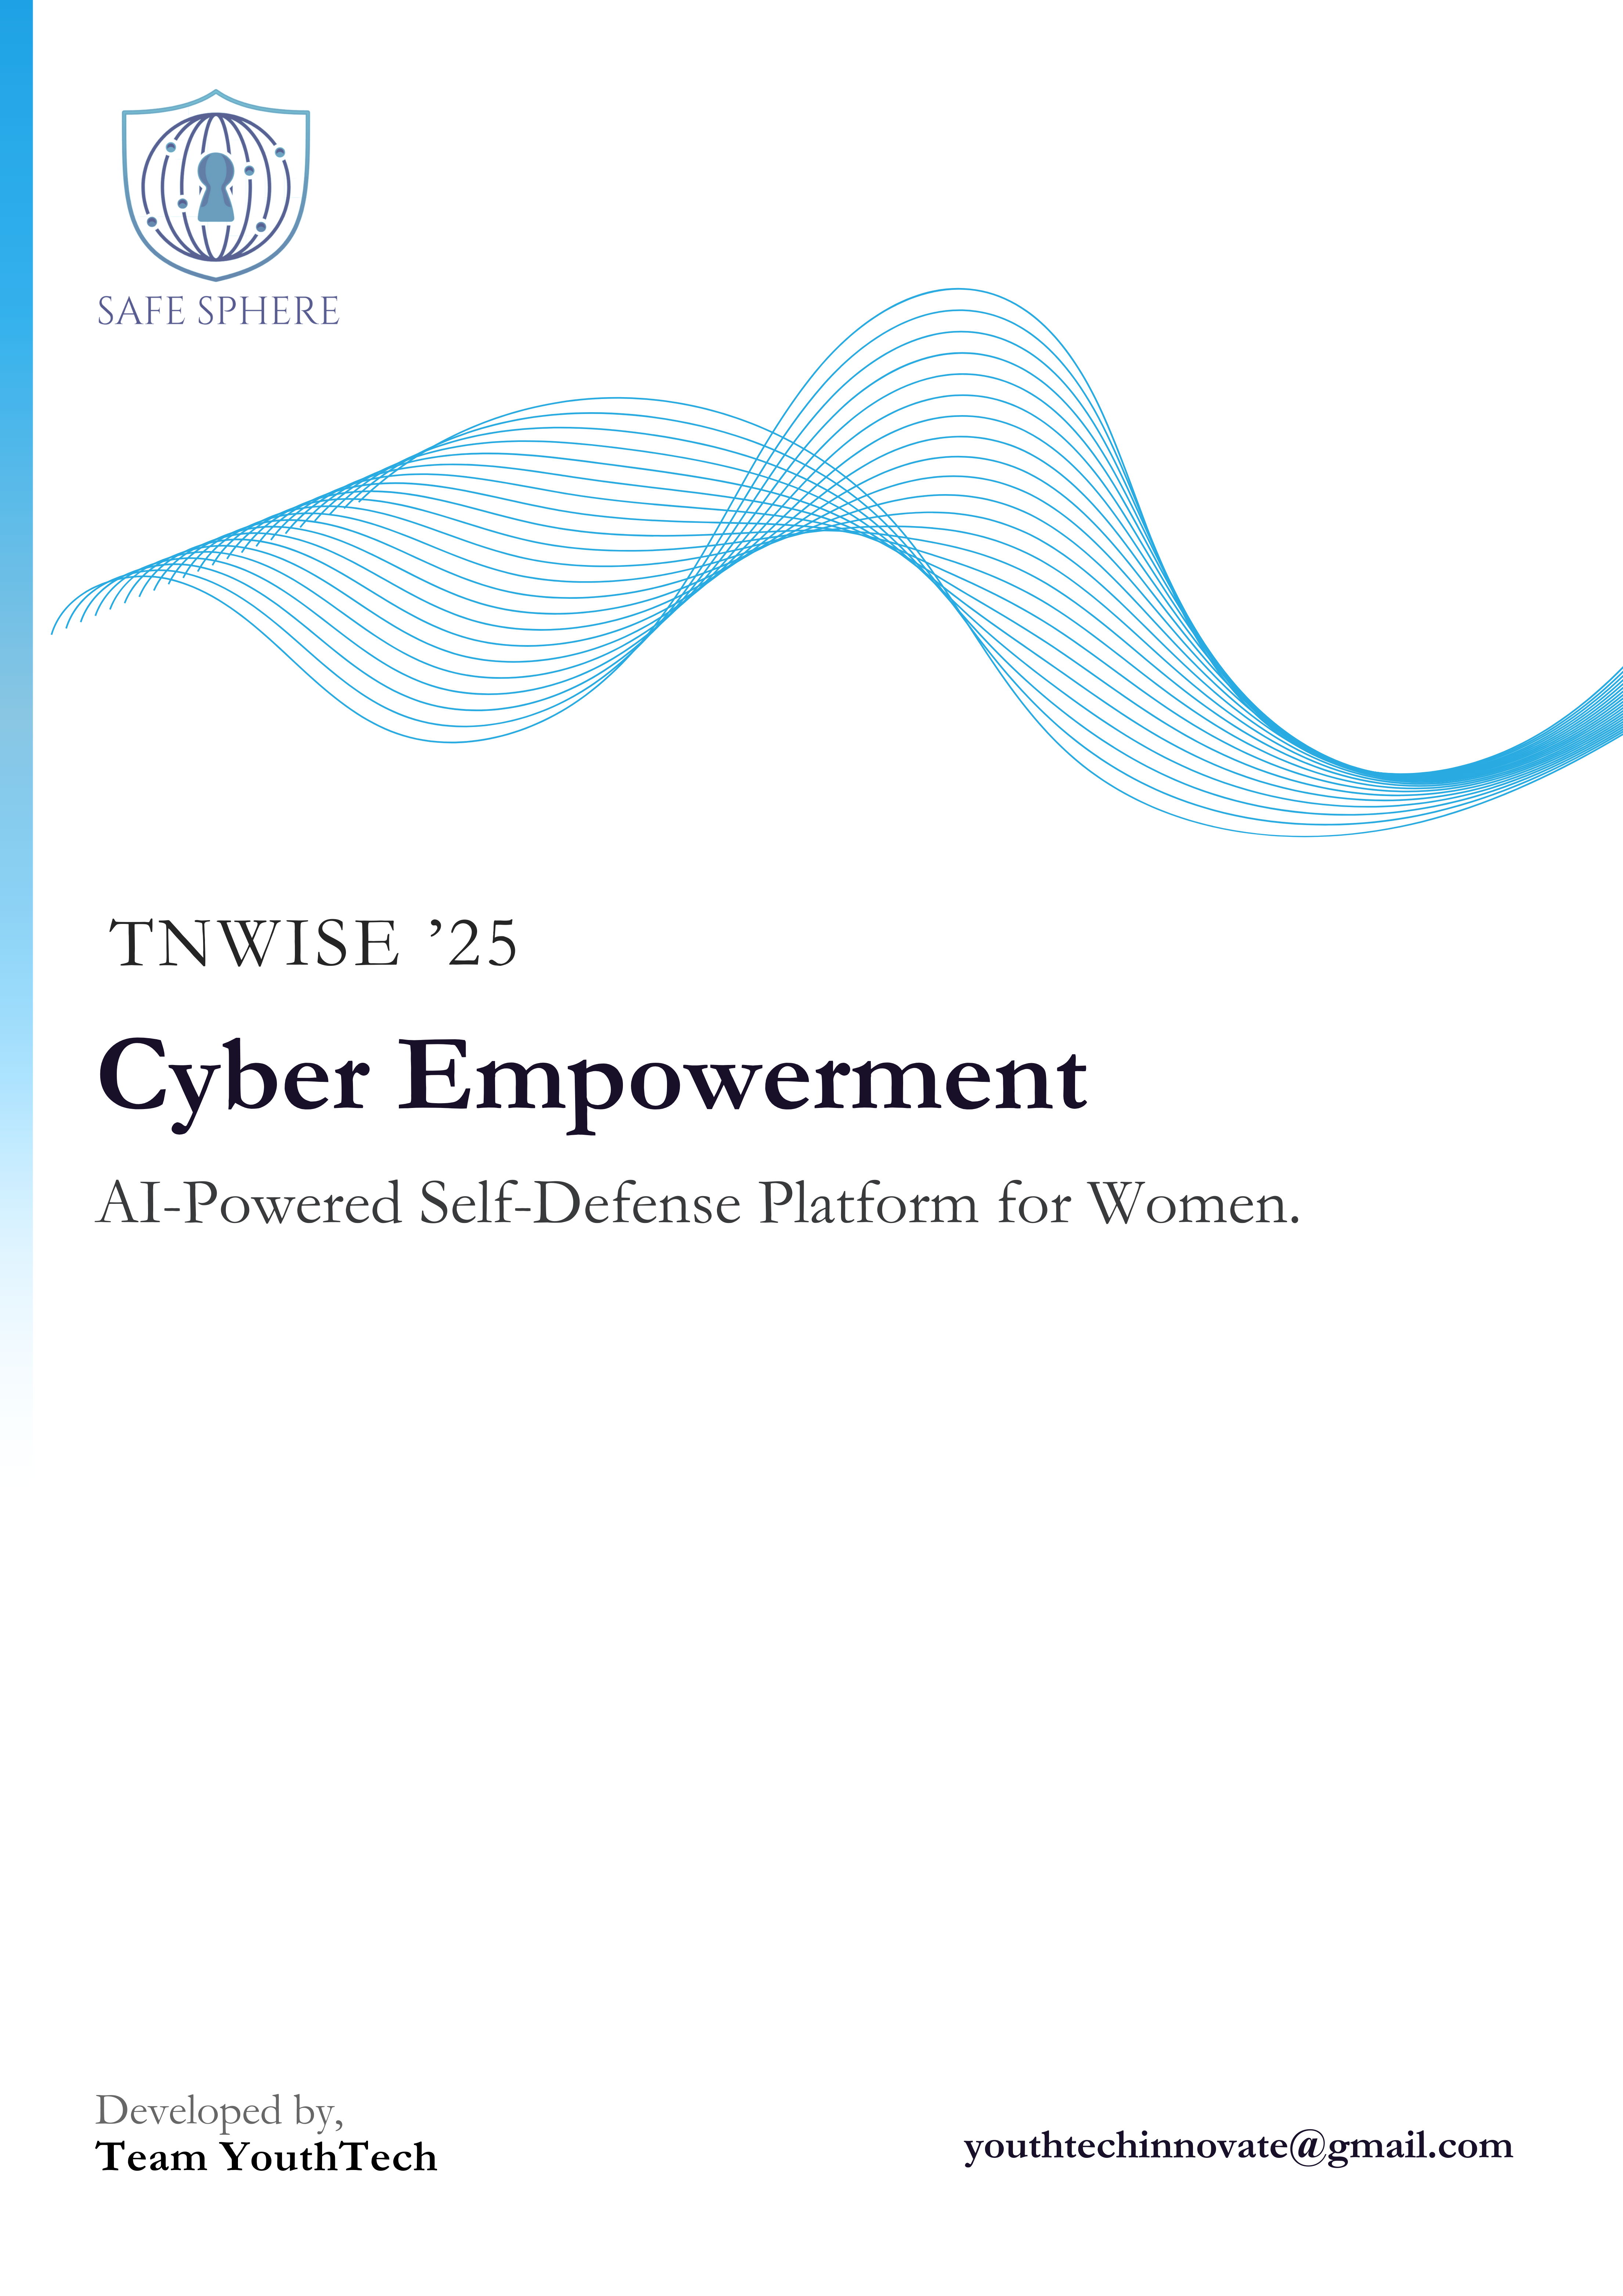 SAFE SPHERE
TNWISE ’25
Cyber Empowerment
AI-Powered Self-Defense Platform for Women.
Developed by,
Team YouthTech
youthtechinnovate@gmail.com